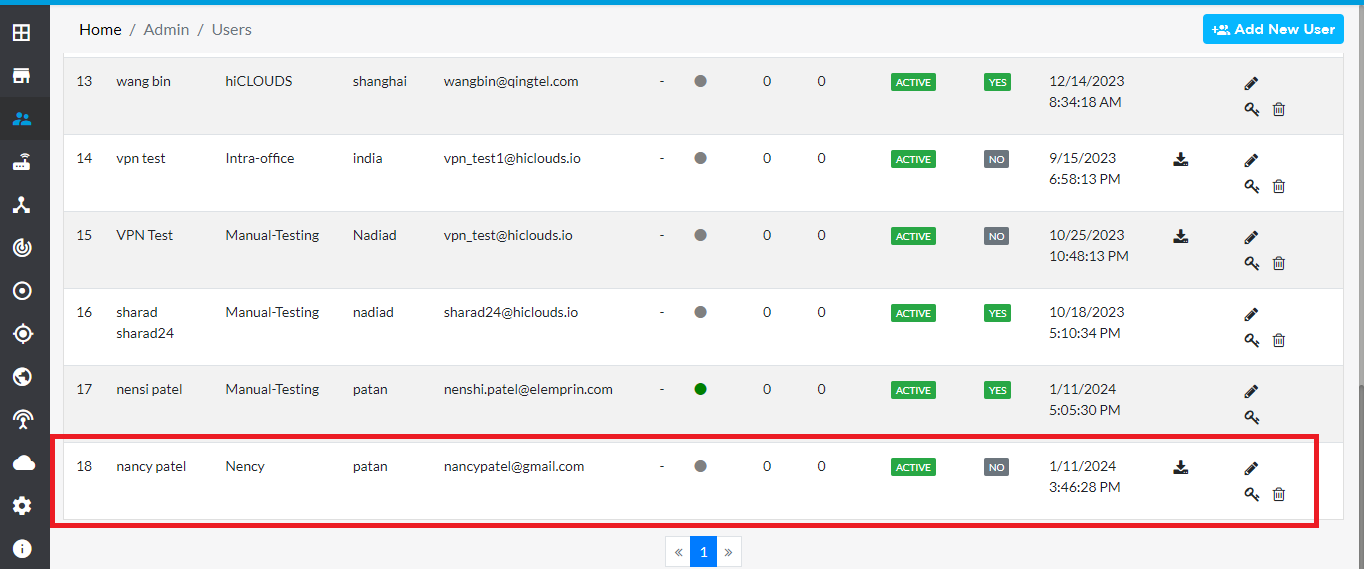 Home / Admin / Users
Add New User
13 wang bin hiCLOUDS shanghai wangbin@qingtel.com - 0 0 ACTIVE YES 12/14/2023
8:34:18 AM
14 vpn test Intra-office india vpn_test1@hiclouds.io - 0 0 ACTIVE NO 9/15/2023
6:58:13 PM
15 VPN Test Manual-Testing Nadiad vpn_test@hiclouds.io - 0 0 ACTIVE NO 10/25/2023
10:48:13 PM
16 sharad Manual-Testing nadiad sharad24@hiclouds.io - 0 0 ACTIVE YES 10/18/2023
sharad24 5:10:34 PM
17 nensi patel Manual-Testing patan nenshi.patel@elemprin.com - 0 0 ACTIVE YES 1/11/2024
5:05:30 PM
18 nancy patel Nency patan nancypatel@gmail.com - 0 0 ACTIVE NO 1/11/2024
3:46:28 PM
« 1 »